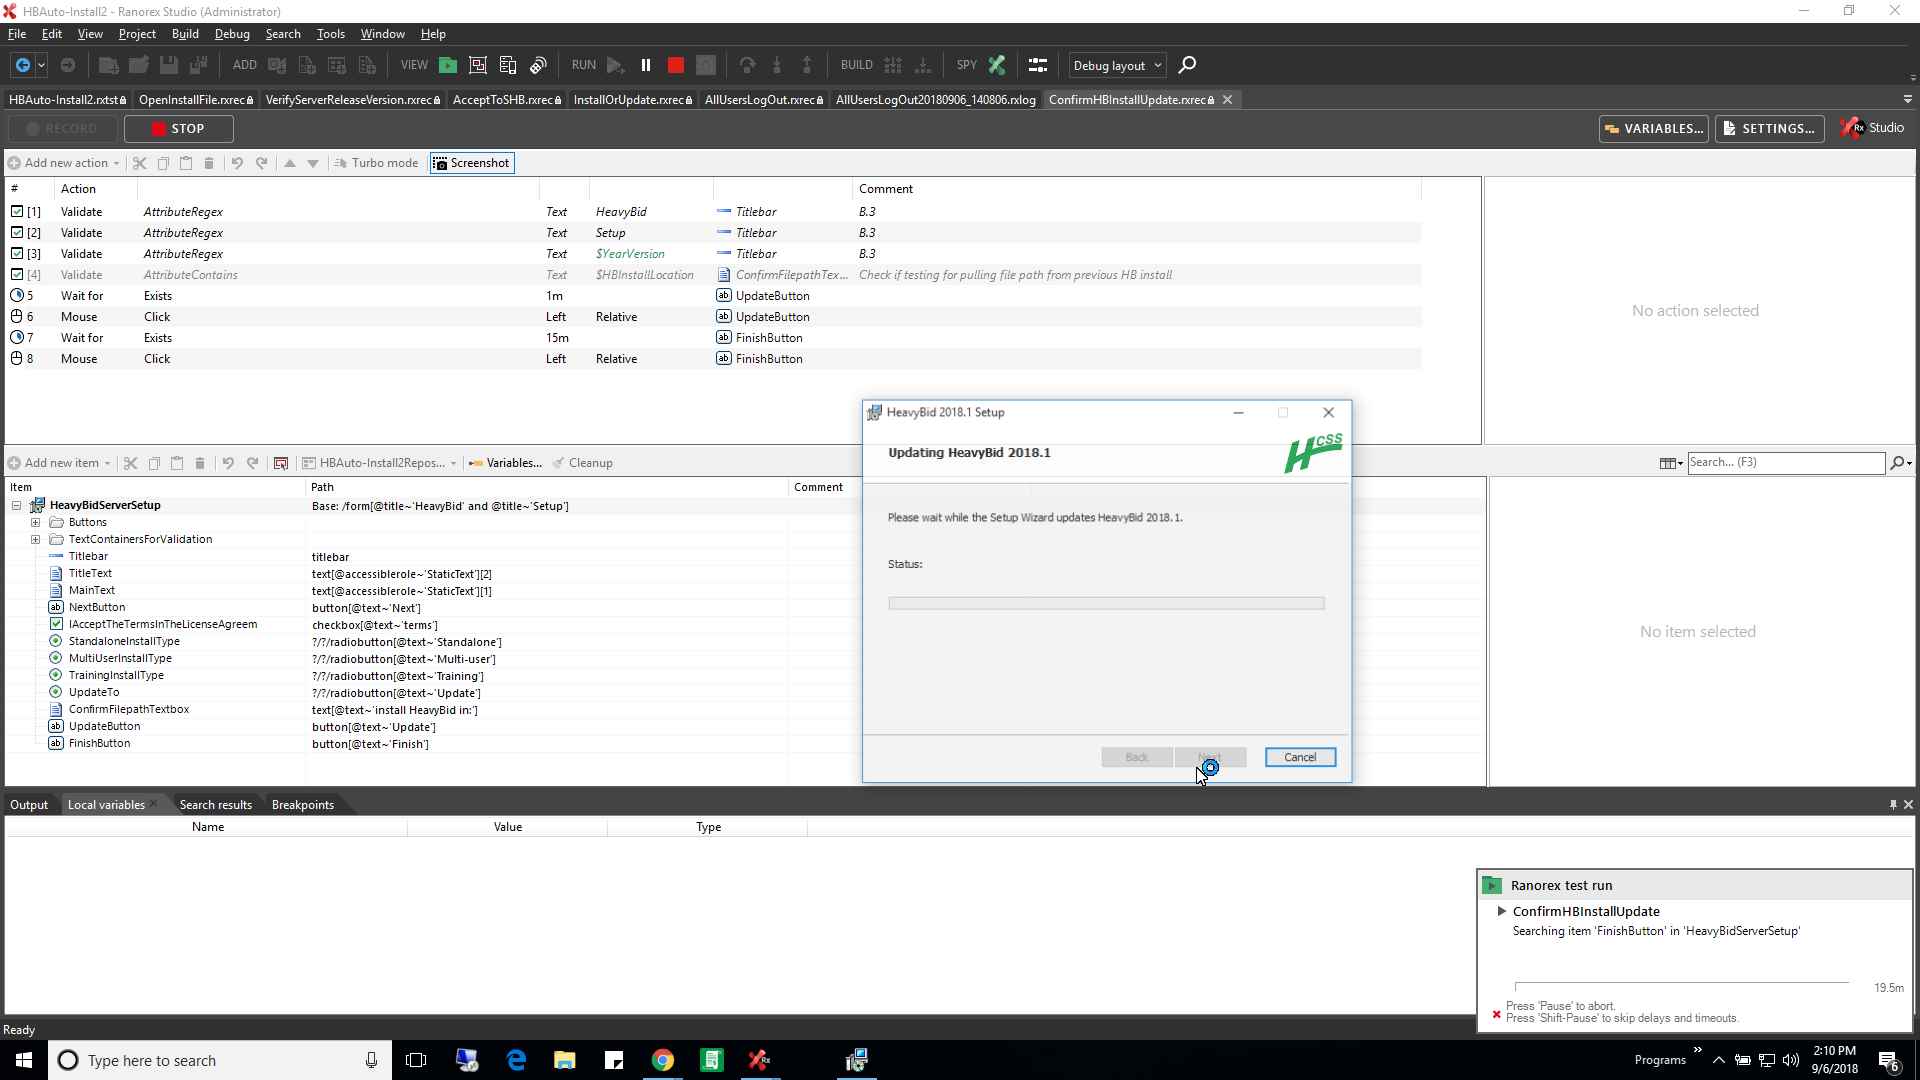 HBAuto-Install2 - Ranorex Studio (Administrator)
File Edit View Project Build Debug Search Tools Window Help
ADD VIEW RUN BUILD SPY Debug layout
HBAuto-Install2.rxtst OpenInstallFile.rxrec VerifyServerReleaseVersion.rxrec AcceptToSHB.rxrec InstallOrUpdate.rxrec AllUsersLogOut.rxrec AllUsersLogOut20180906_140806.rxlog ConfirmHBInstallUpdate.rxrec
RECORD STOP VARIABLES... SETTINGS... Rx Studio
Add new action Turbo mode Screenshot
# Action Comment
[1] Validate AttributeRegex Text HeavyBid Titlebar B.3
[2] Validate AttributeRegex Text Setup Titlebar B.3
[3] Validate AttributeRegex Text $YearVersion Titlebar B.3
[4] Validate AttributeContains Text $HBInstallLocation ConfirmFilepathTex... Check if testing for pulling file path from previous HB install
5 Wait for Exists 1m UpdateButton
6 Mouse Click Left Relative UpdateButton
7 Wait for Exists 15m FinishButton
8 Mouse Click Left Relative FinishButton
No action selected
HeavyBid 2018.1 Setup
Updating HeavyBid 2018.1
HCSS
Please wait while the Setup Wizard updates HeavyBid 2018.1.
Status:
Back Next Cancel
Add new item HBAuto-Install2Repos... Variables... Cleanup Search... (F3)
Item Path Comment
HeavyBidServerSetup Base: /form[@title~'HeavyBid' and @title~'Setup']
Buttons
TextContainersForValidation
Titlebar titlebar
TitleText text[@accessiblerole~'StaticText'][2]
MainText text[@accessiblerole~'StaticText'][1]
NextButton button[@text~'Next']
IAcceptTheTermsInTheLicenseAgreem checkbox[@text~'terms']
StandaloneInstallType ?/?/radiobutton[@text~'Standalone']
MultiUserInstallType ?/?/radiobutton[@text~'Multi-user']
TrainingInstallType ?/?/radiobutton[@text~'Training']
UpdateTo ?/?/radiobutton[@text~'Update']
ConfirmFilepathTextbox text[@text~'install HeavyBid in:']
UpdateButton button[@text~'Update']
FinishButton button[@text~'Finish']
No item selected
Output Local variables Search results Breakpoints
Name Value Type
Ranorex test run
ConfirmHBInstallUpdate
Searching item 'FinishButton' in 'HeavyBidServerSetup'
19.5m
Press 'Pause' to abort.
Press 'Shift-Pause' to skip delays and timeouts.
Ready
Type here to search
Programs
2:10 PM
9/6/2018
6